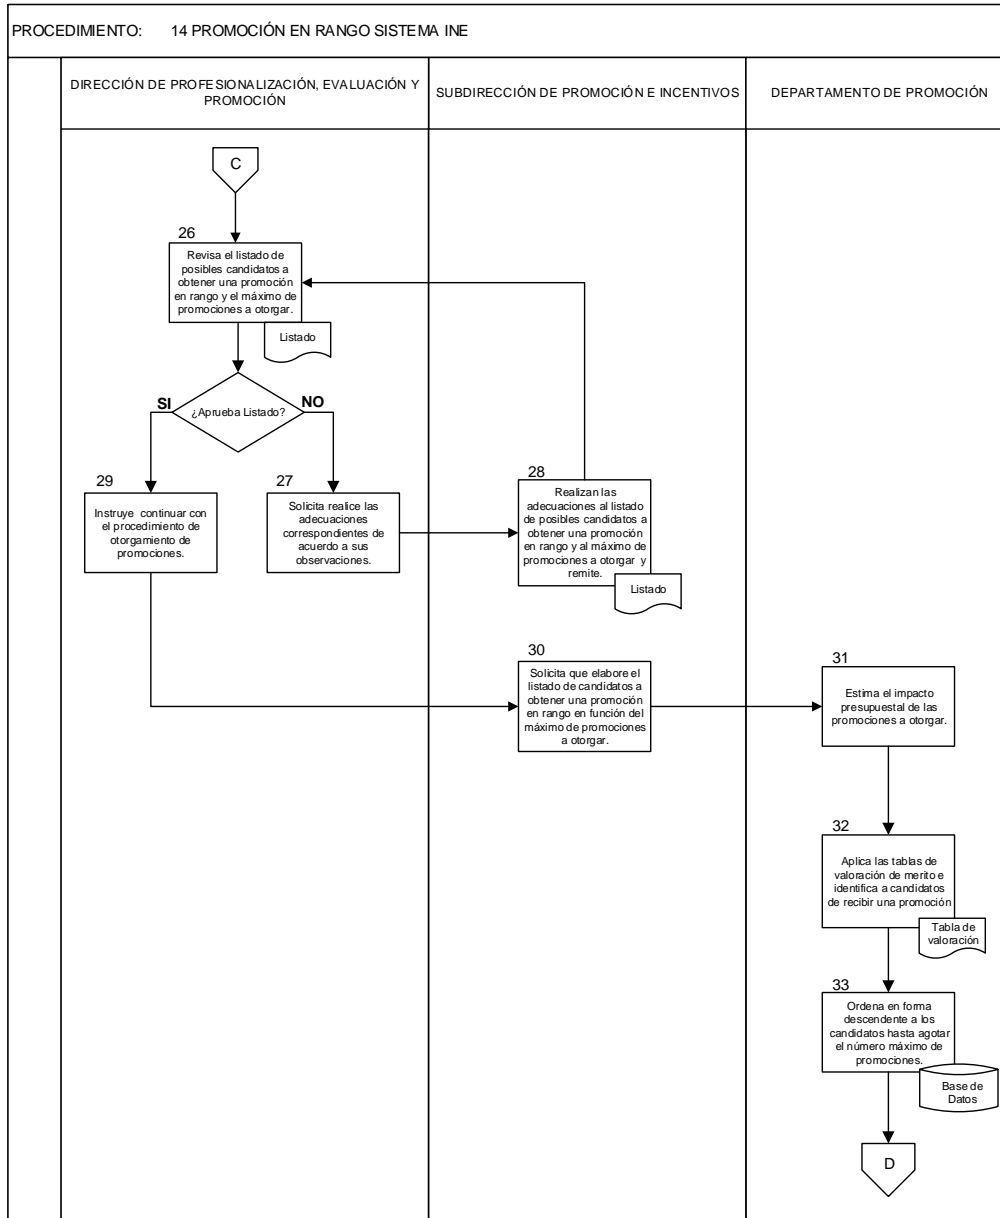 PROCEDIMIENTO: 14 PROMOCIÓN EN RANGO SISTEMA INE
DIRECCIÓN DE PROFESIONALIZACIÓN, EVALUACIÓN Y
PROMOCIÓN
SUBDIRECCIÓN DE PROMOCIÓN E INCENTIVOS
DEPARTAMENTO DE PROMOCIÓN
C
26
Revisa el listado de
posibles candidatos a
obtener una promoción
en rango y el máximo de
promociones a otorgar.
Listado
¿Aprueba Listado?
SI
NO
29
Instruye continuar con
el procedimiento de
otorgamiento de
promociones.
27
Solicita realice las
adecuaciones
correspondientes de
acuerdo a sus
observaciones.
28
Realizan las
adecuaciones al listado
de posibles candidatos a
obtener una promoción
en rango y al máximo de
promociones a otorgar y
remite.
Listado
30
Solicita que elabore el
listado de candidatos a
obtener una promoción
en rango en función del
máximo de promociones
a otorgar.
31
Estima el impacto
presupuestal de las
promociones a otorgar.
32
Aplica las tablas de
valoración de merito e
identifica a candidatos
de recibir una promoción
Tabla de
valoración
33
Ordena en forma
descendente a los
candidatos hasta agotar
el número máximo de
promociones.
Base de
Datos
D